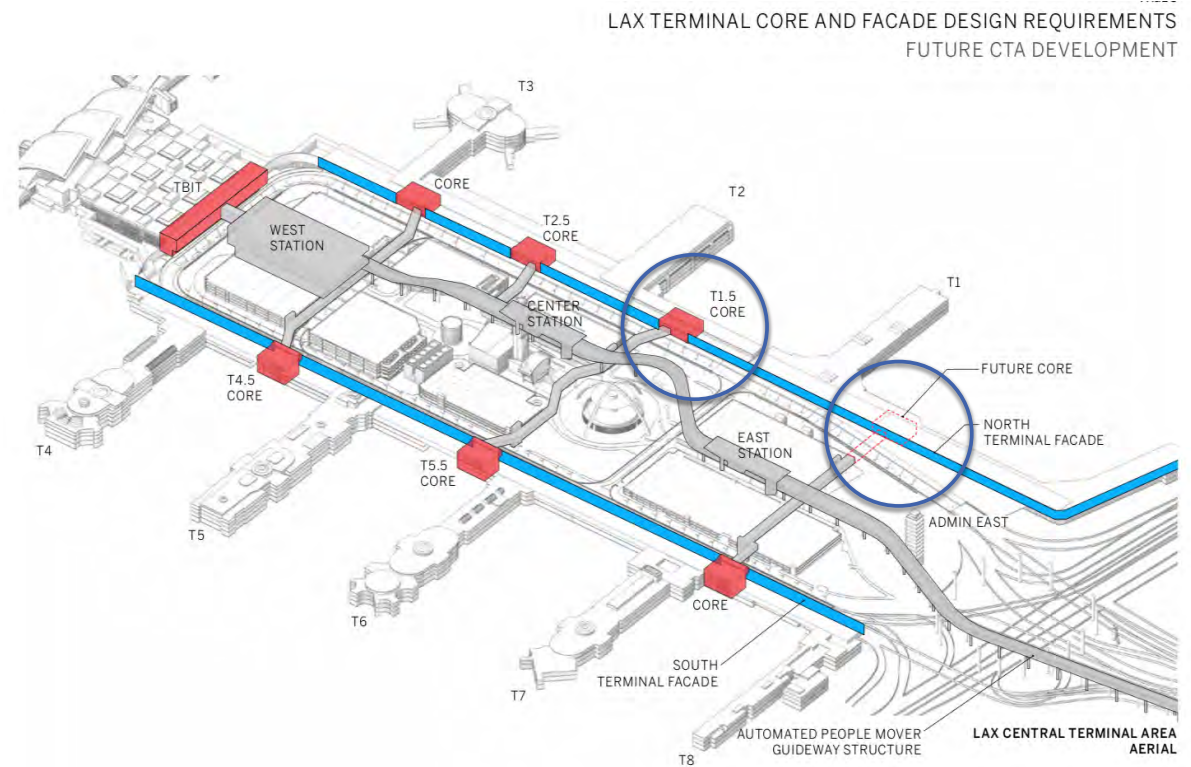 LAX TERMINAL CORE AND FACADE DESIGN REQUIREMENTS
FUTURE CTA DEVELOPMENT
T3
TBIT
CORE
T2
WEST
STATION
T2.5
CORE
T1.5
CORE
T1
CENTER
STATION
FUTURE CORE
T4.5
CORE
NORTH
TERMINAL FACADE
EAST
STATION
T4
T5.5
CORE
ADMIN EAST
T5
CORE
T6
SOUTH
TERMINAL FACADE
T7
AUTOMATED PEOPLE MOVER
GUIDEWAY STRUCTURE
LAX CENTRAL TERMINAL AREA
AERIAL
T8